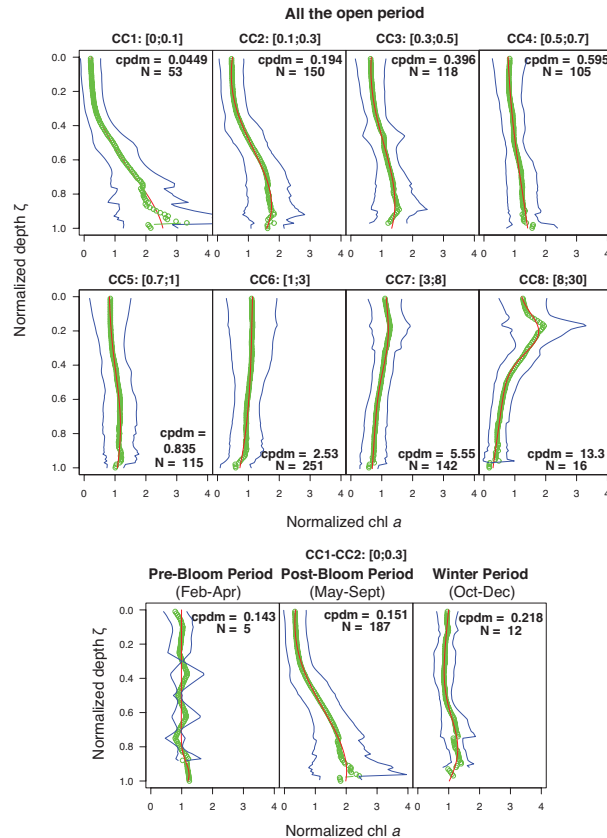 All the open period
CC1: [0;0.1] CC2: [0.1;0.3] CC3: [0.3;0.5] CC4: [0.5;0.7]
cpdm = 0.0449
N = 53
cpdm = 0.194
N = 150
cpdm = 0.396
N = 118
cpdm = 0.595
N = 105
0.0
0.2
0.4
0.6
0.8
1.0
0 1 2 3 4 0 1 2 3 4 0 1 2 3 4 0 1 2 3 4
Normalized depth ζ
CC5: [0.7;1] CC6: [1;3] CC7: [3;8] CC8: [8;30]
0.0
0.2
0.4
0.6
0.8
1.0
cpdm =
0.835
N = 115
cpdm = 2.53
N = 251
cpdm = 5.55
N = 142
cpdm = 13.3
N = 16
0 1 2 3 4 0 1 2 3 4 0 1 2 3 4 0 1 2 3 4
Normalized chl a
CC1-CC2: [0;0.3]
Pre-Bloom Period Post-Bloom Period Winter Period
(Feb-Apr) (May-Sept) (Oct-Dec)
cpdm = 0.143
N = 5
cpdm = 0.151
N = 187
cpdm = 0.218
N = 12
0.0
0.2
0.4
0.6
0.8
1.0
Normalized depth ζ
0 1 2 3 4 0 1 2 3 4 0 1 2 3 4
Normalized chl a